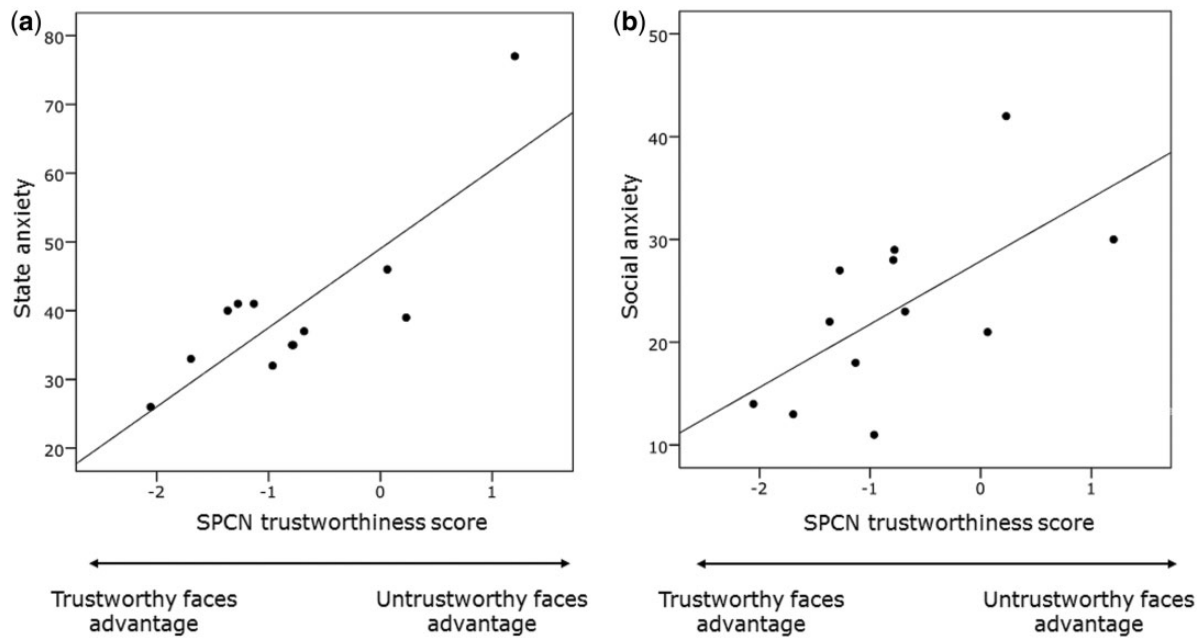 (a)
80
70
60
50
40
30
20
State anxiety
-2 -1 0 1
SPCN trustworthiness score
Trustworthy faces
advantage
Untrustworthy faces
advantage
(b)
50
40
30
20
10
Social anxiety
-2 -1 0 1
SPCN trustworthiness score
Trustworthy faces
advantage
Untrustworthy faces
advantage